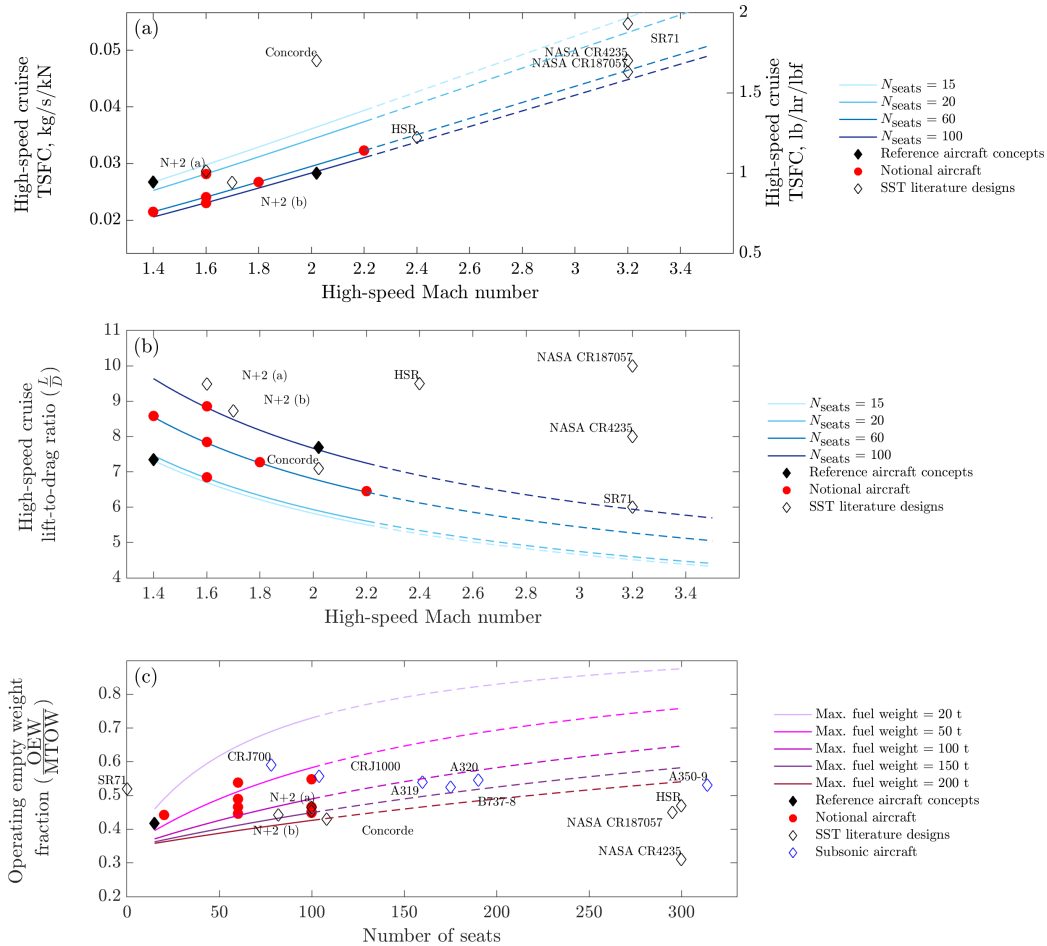 (a)
High-speed cruirse
TSFC, kg/s/kN
0.05
0.04
0.03
0.02
2
1.5
1
0.5
High-speed cruise
TSFC, lb/hr/lbf
Concorde
SR71
NASA CR4235
NASA CR187057
HSR
N+2 (a)
N+2 (b)
1.4 1.6 1.8 2 2.2 2.4 2.6 2.8 3 3.2 3.4
High-speed Mach number
N_seats = 15
N_seats = 20
N_seats = 60
N_seats = 100
Reference aircraft concepts
Notional aircraft
SST literature designs
(b)
High-speed cruise
lift-to-drag ratio (L/D)
11
10
9
8
7
6
5
4
NASA CR187057
N+2 (a)
HSR
N+2 (b)
NASA CR4235
Concorde
SR71
1.4 1.6 1.8 2 2.2 2.4 2.6 2.8 3 3.2 3.4
High-speed Mach number
N_seats = 15
N_seats = 20
N_seats = 60
N_seats = 100
Reference aircraft concepts
Notional aircraft
SST literature designs
(c)
Operating empty weight
fraction (OEW/MTOW)
0.8
0.7
0.6
0.5
0.4
0.3
0.2
CRJ700
CRJ1000
A320
SR71
A350-9
A319
N+2 (a)
B737-8
HSR
N+2 (b)
Concorde
NASA CR187057
NASA CR4235
0 50 100 150 200 250 300
Number of seats
Max. fuel weight = 20 t
Max. fuel weight = 50 t
Max. fuel weight = 100 t
Max. fuel weight = 150 t
Max. fuel weight = 200 t
Reference aircraft concepts
Notional aircraft
SST literature designs
Subsonic aircraft